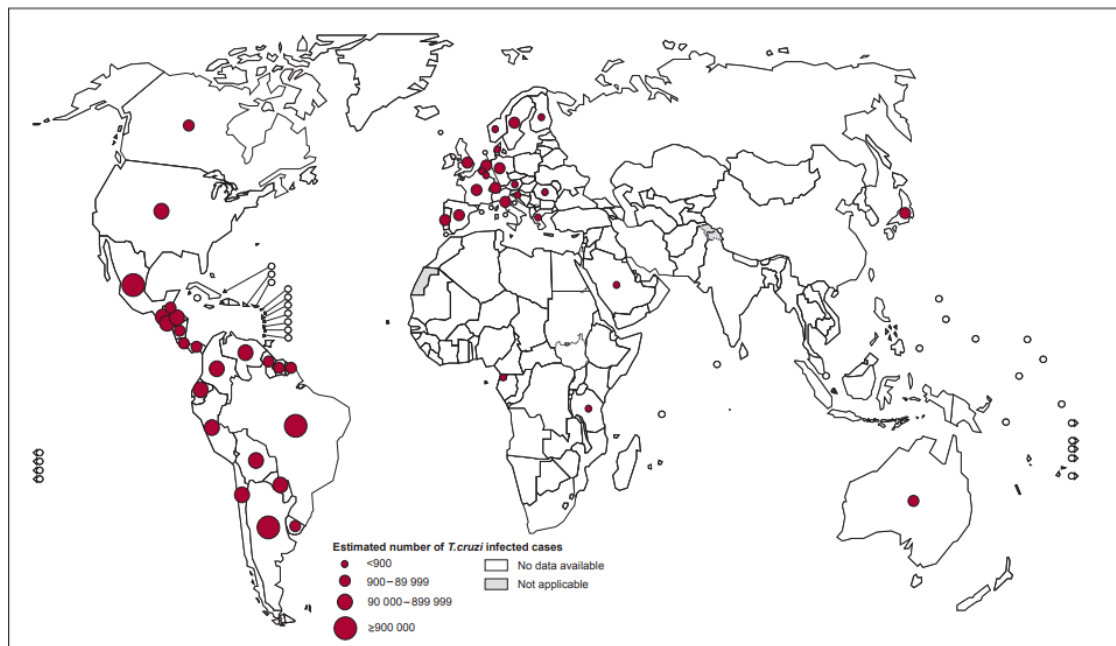 Estimated number of T.cruzi infected cases
<900
900–89 999
90 000–899 999
≥900 000
No data available
Not applicable